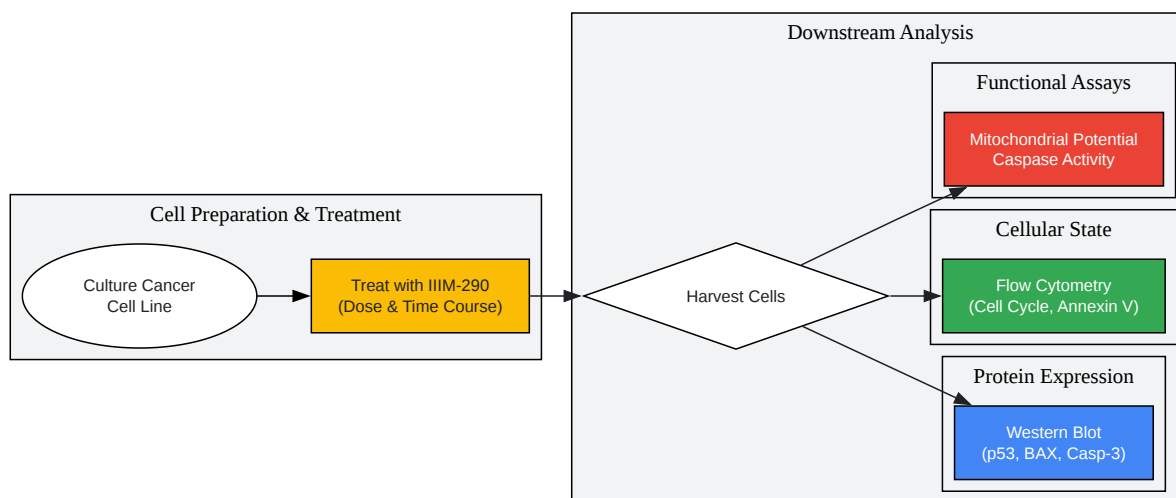 Downstream Analysis
Functional Assays
Mitochondrial Potential
Caspase Activity
Cell Preparation & Treatment
Culture Cancer
Cell Line
Treat with IIIM-290
(Dose & Time Course)
Harvest Cells
Cellular State
Flow Cytometry
(Cell Cycle, Annexin V)
Protein Expression
Western Blot
(p53, BAX, Casp-3)